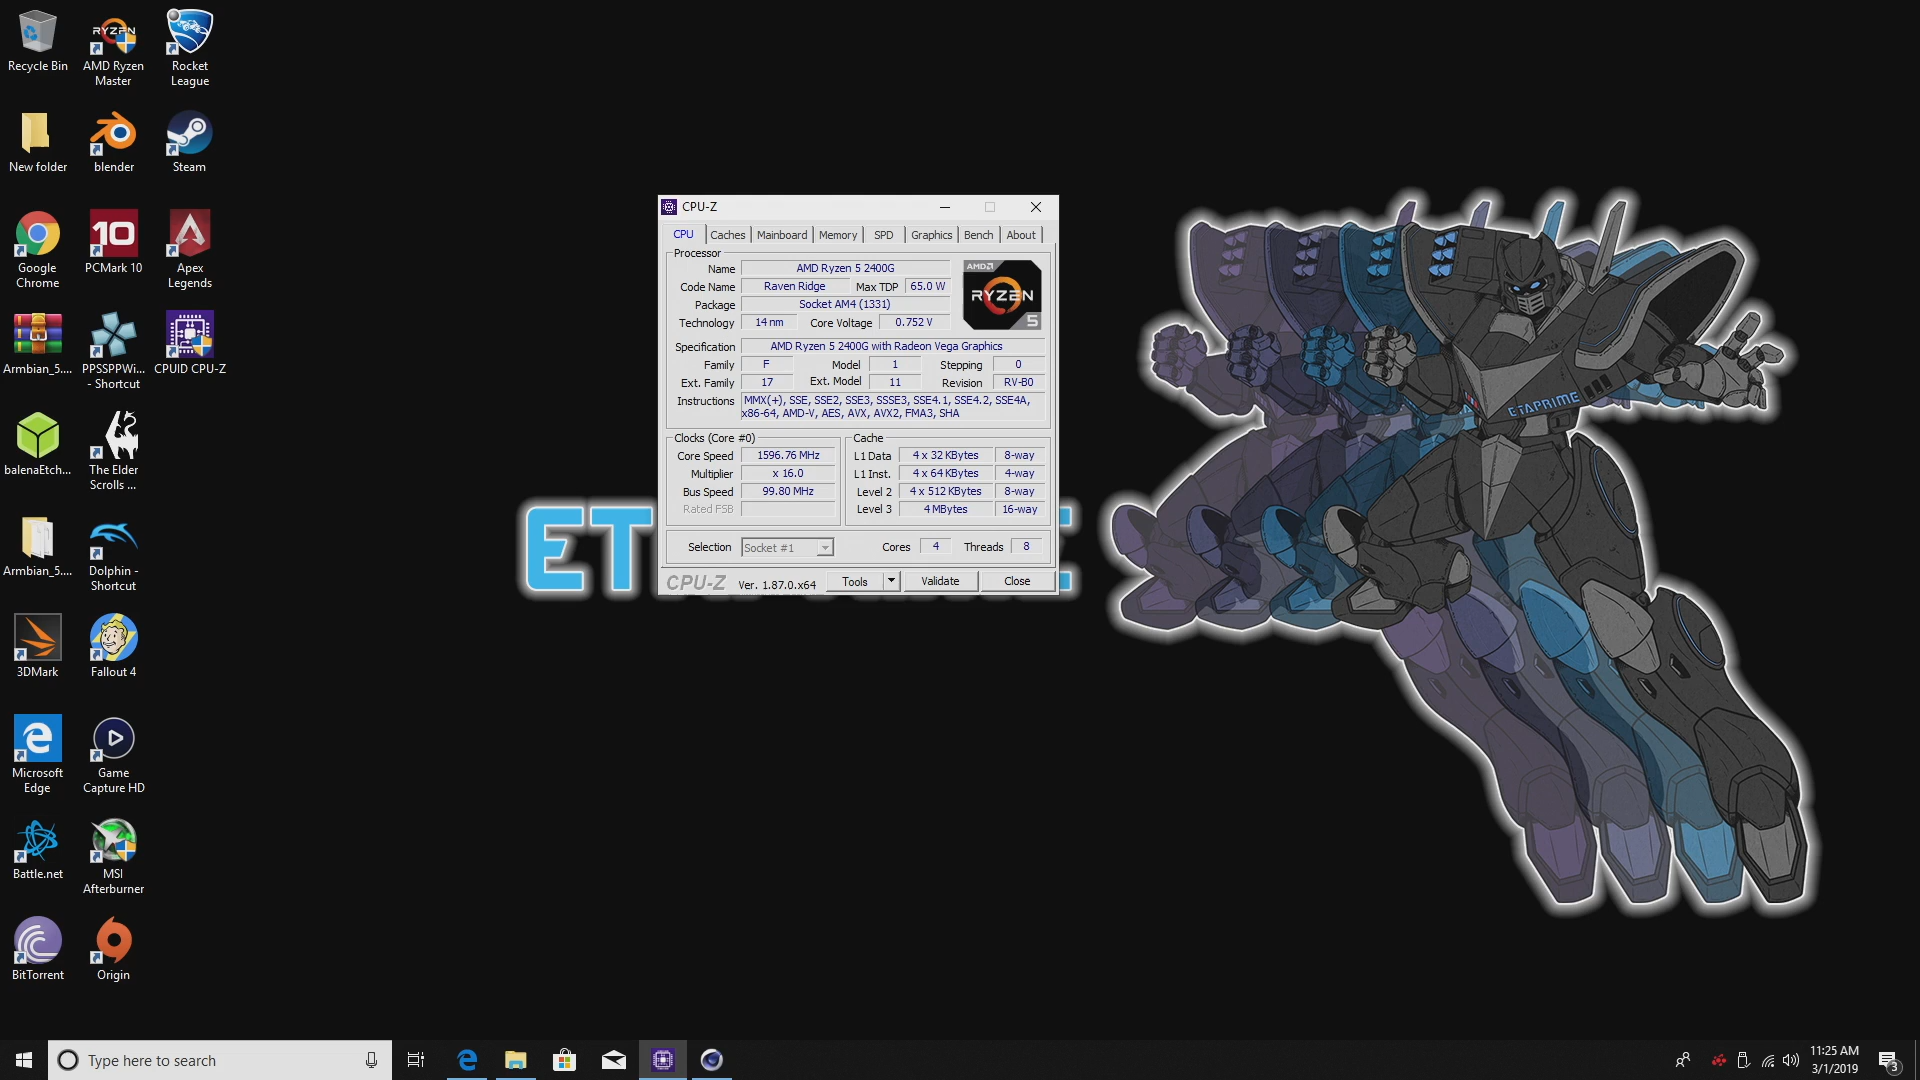 Recycle Bin
RYZEN
AMD Ryzen
Master
Rocket
League
New folder
blender
Steam
Google
Chrome
10
PCMark 10
Apex
Legends
Armbian_5....
PPSSPPWi...
- Shortcut
CPUID CPU-Z
balenaEtch...
The Elder
Scrolls ...
Armbian_5....
Dolphin -
Shortcut
3DMark
Fallout 4
Microsoft
Edge
Game
Capture HD
Battle.net
MSI
Afterburner
BitTorrent
Origin
CPU-Z
CPU Caches Mainboard Memory SPD Graphics Bench About
Processor
Name AMD Ryzen 5 2400G
Code Name Raven Ridge Max TDP 65.0 W
Package Socket AM4 (1331)
Technology 14 nm Core Voltage 0.752 V
AMD
RYZEN
5
Specification AMD Ryzen 5 2400G with Radeon Vega Graphics
Family F Model 1 Stepping 0
Ext. Family 17 Ext. Model 11 Revision RV-B0
Instructions MMX(+), SSE, SSE2, SSE3, SSSE3, SSE4.1, SSE4.2, SSE4A,
x86-64, AMD-V, AES, AVX, AVX2, FMA3, SHA
Clocks (Core #0)
Core Speed 1596.76 MHz
Multiplier x 16.0
Bus Speed 99.80 MHz
Rated FSB
Cache
L1 Data 4 x 32 KBytes 8-way
L1 Inst. 4 x 64 KBytes 4-way
Level 2 4 x 512 KBytes 8-way
Level 3 4 MBytes 16-way
Selection Socket #1 Cores 4 Threads 8
CPU-Z Ver. 1.87.0.x64 Tools Validate Close
ET
ETAPRIME
Type here to search
11:25 AM
3/1/2019
3